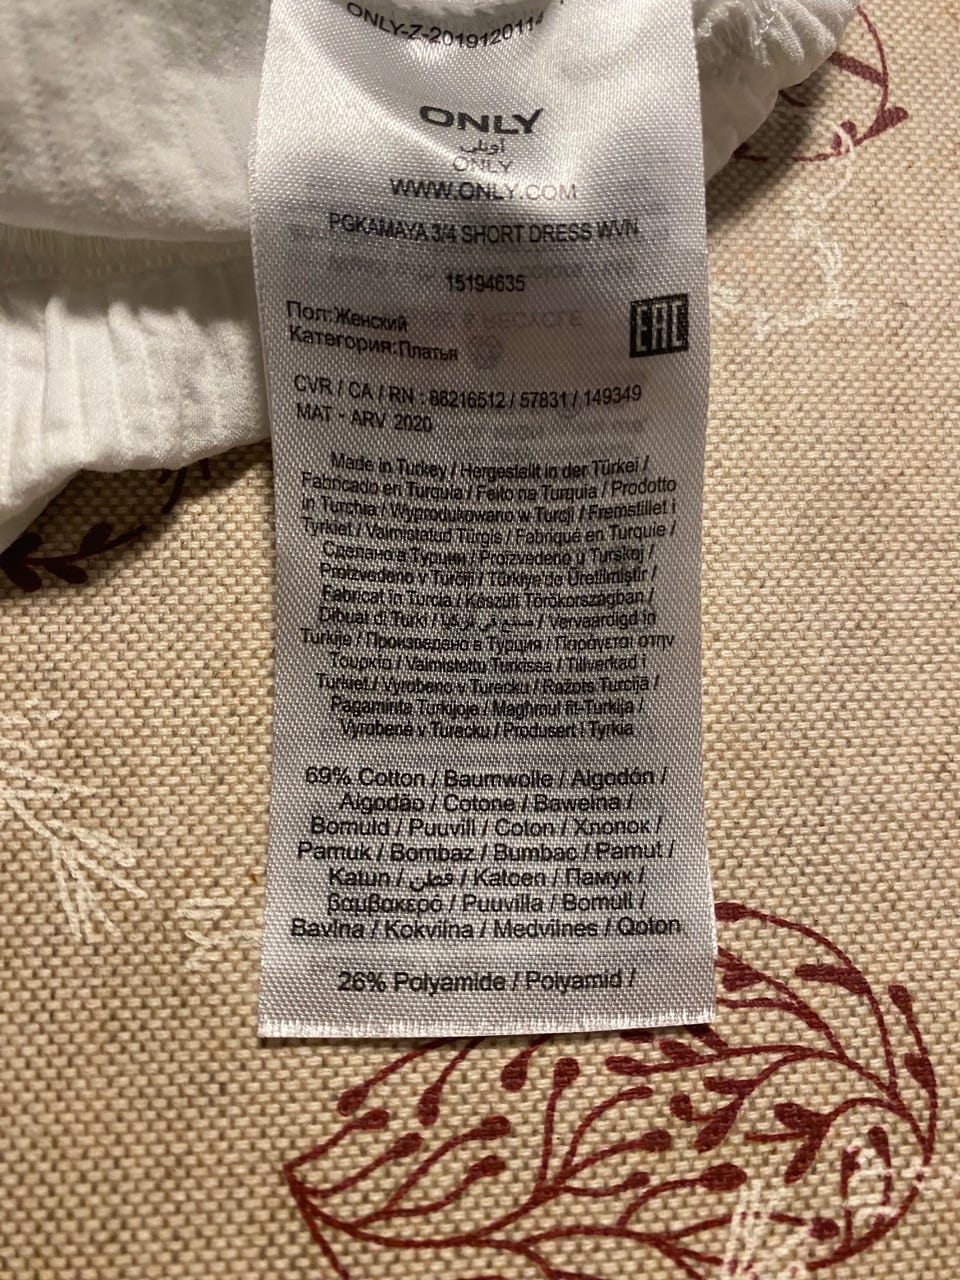 ONLY-Z-2019120114
ONLY
أونلي
ONLY
WWW.ONLY.COM
PGKAMAYA 3/4 SHORT DRESS WVN
15194635
Пол:Женский
Категория:Платья
EAC
CVR / CA / RN : 88216512 / 57831 / 149349
MAT - ARV 2020
Made in Turkey / Hergestellt in der Türkei /
Fabricado en Turquía / Feito na Turquia / Prodotto
in Turchia / Wyprodukowano w Turcji / Fremstillet i
Tyrkiet / Valmistatud Türgis / Fabriqué en Turquie /
Сделано в Турции / Proizvedeno u Turskoj /
Proizvedeno v Turčiji / Türkiye'de Üretilmiştir /
Fabricat în Turcia / Készült Törökországban /
Dibuat di Turki / صنع في تركيا / Vervaardigd in
Turkije / Произведено в Турция / Παράγεται στην
Τουρκία / Valmistettu Turkissa / Tillverkad i
Turkiet / Vyrobeno v Turecku / Ražots Turcijā /
Pagaminta Turkijoje / Magħmul fit-Turkija /
Vyrobené v Turecku / Produsert i Tyrkia
69% Cotton / Baumwolle / Algodón /
Algodão / Cotone / Bawełna /
Bomuld / Puuvill / Coton / Хлопок /
Pamuk / Bombaž / Bumbac / Pamut /
Katun / قطن / Katoen / Памук /
βαμβακερό / Puuvilla / Bomull /
Bavlna / Kokvilna / Medvilnės / Qoton
26% Polyamide / Polyamid /